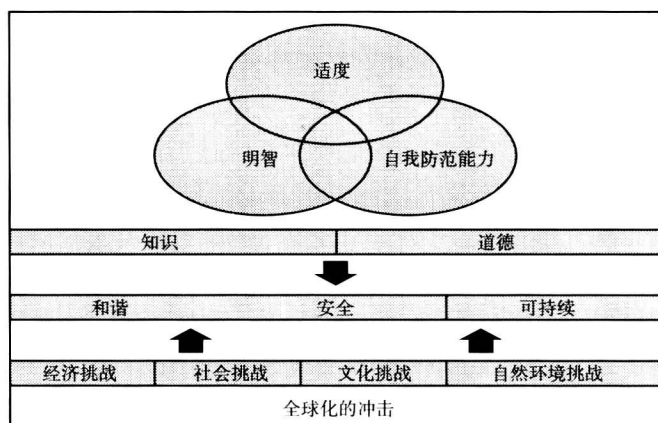 适度
明智 自我防范能力
知识 道德
和谐 安全 可持续
经济挑战 社会挑战 文化挑战 自然环境挑战
全球化的冲击